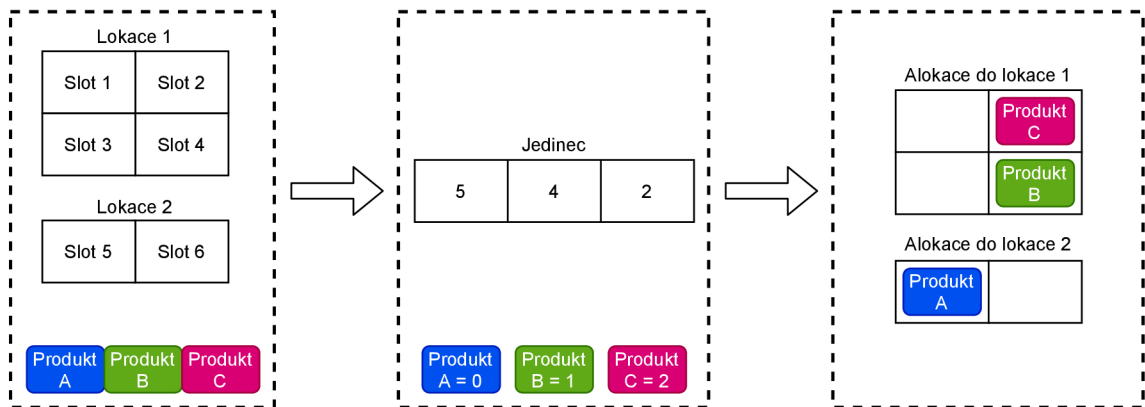 Lokace 1
Slot 1
Slot 2
Slot 3
Slot 4
Lokace 2
Slot 5
Slot 6
Produkt
A
Produkt
B
Produkt
C
Jedinec
5
4
2
Produkt
A = 0
Produkt
B = 1
Produkt
C = 2
Alokace do lokace 1
Produkt
C
Produkt
B
Alokace do lokace 2
Produkt
A